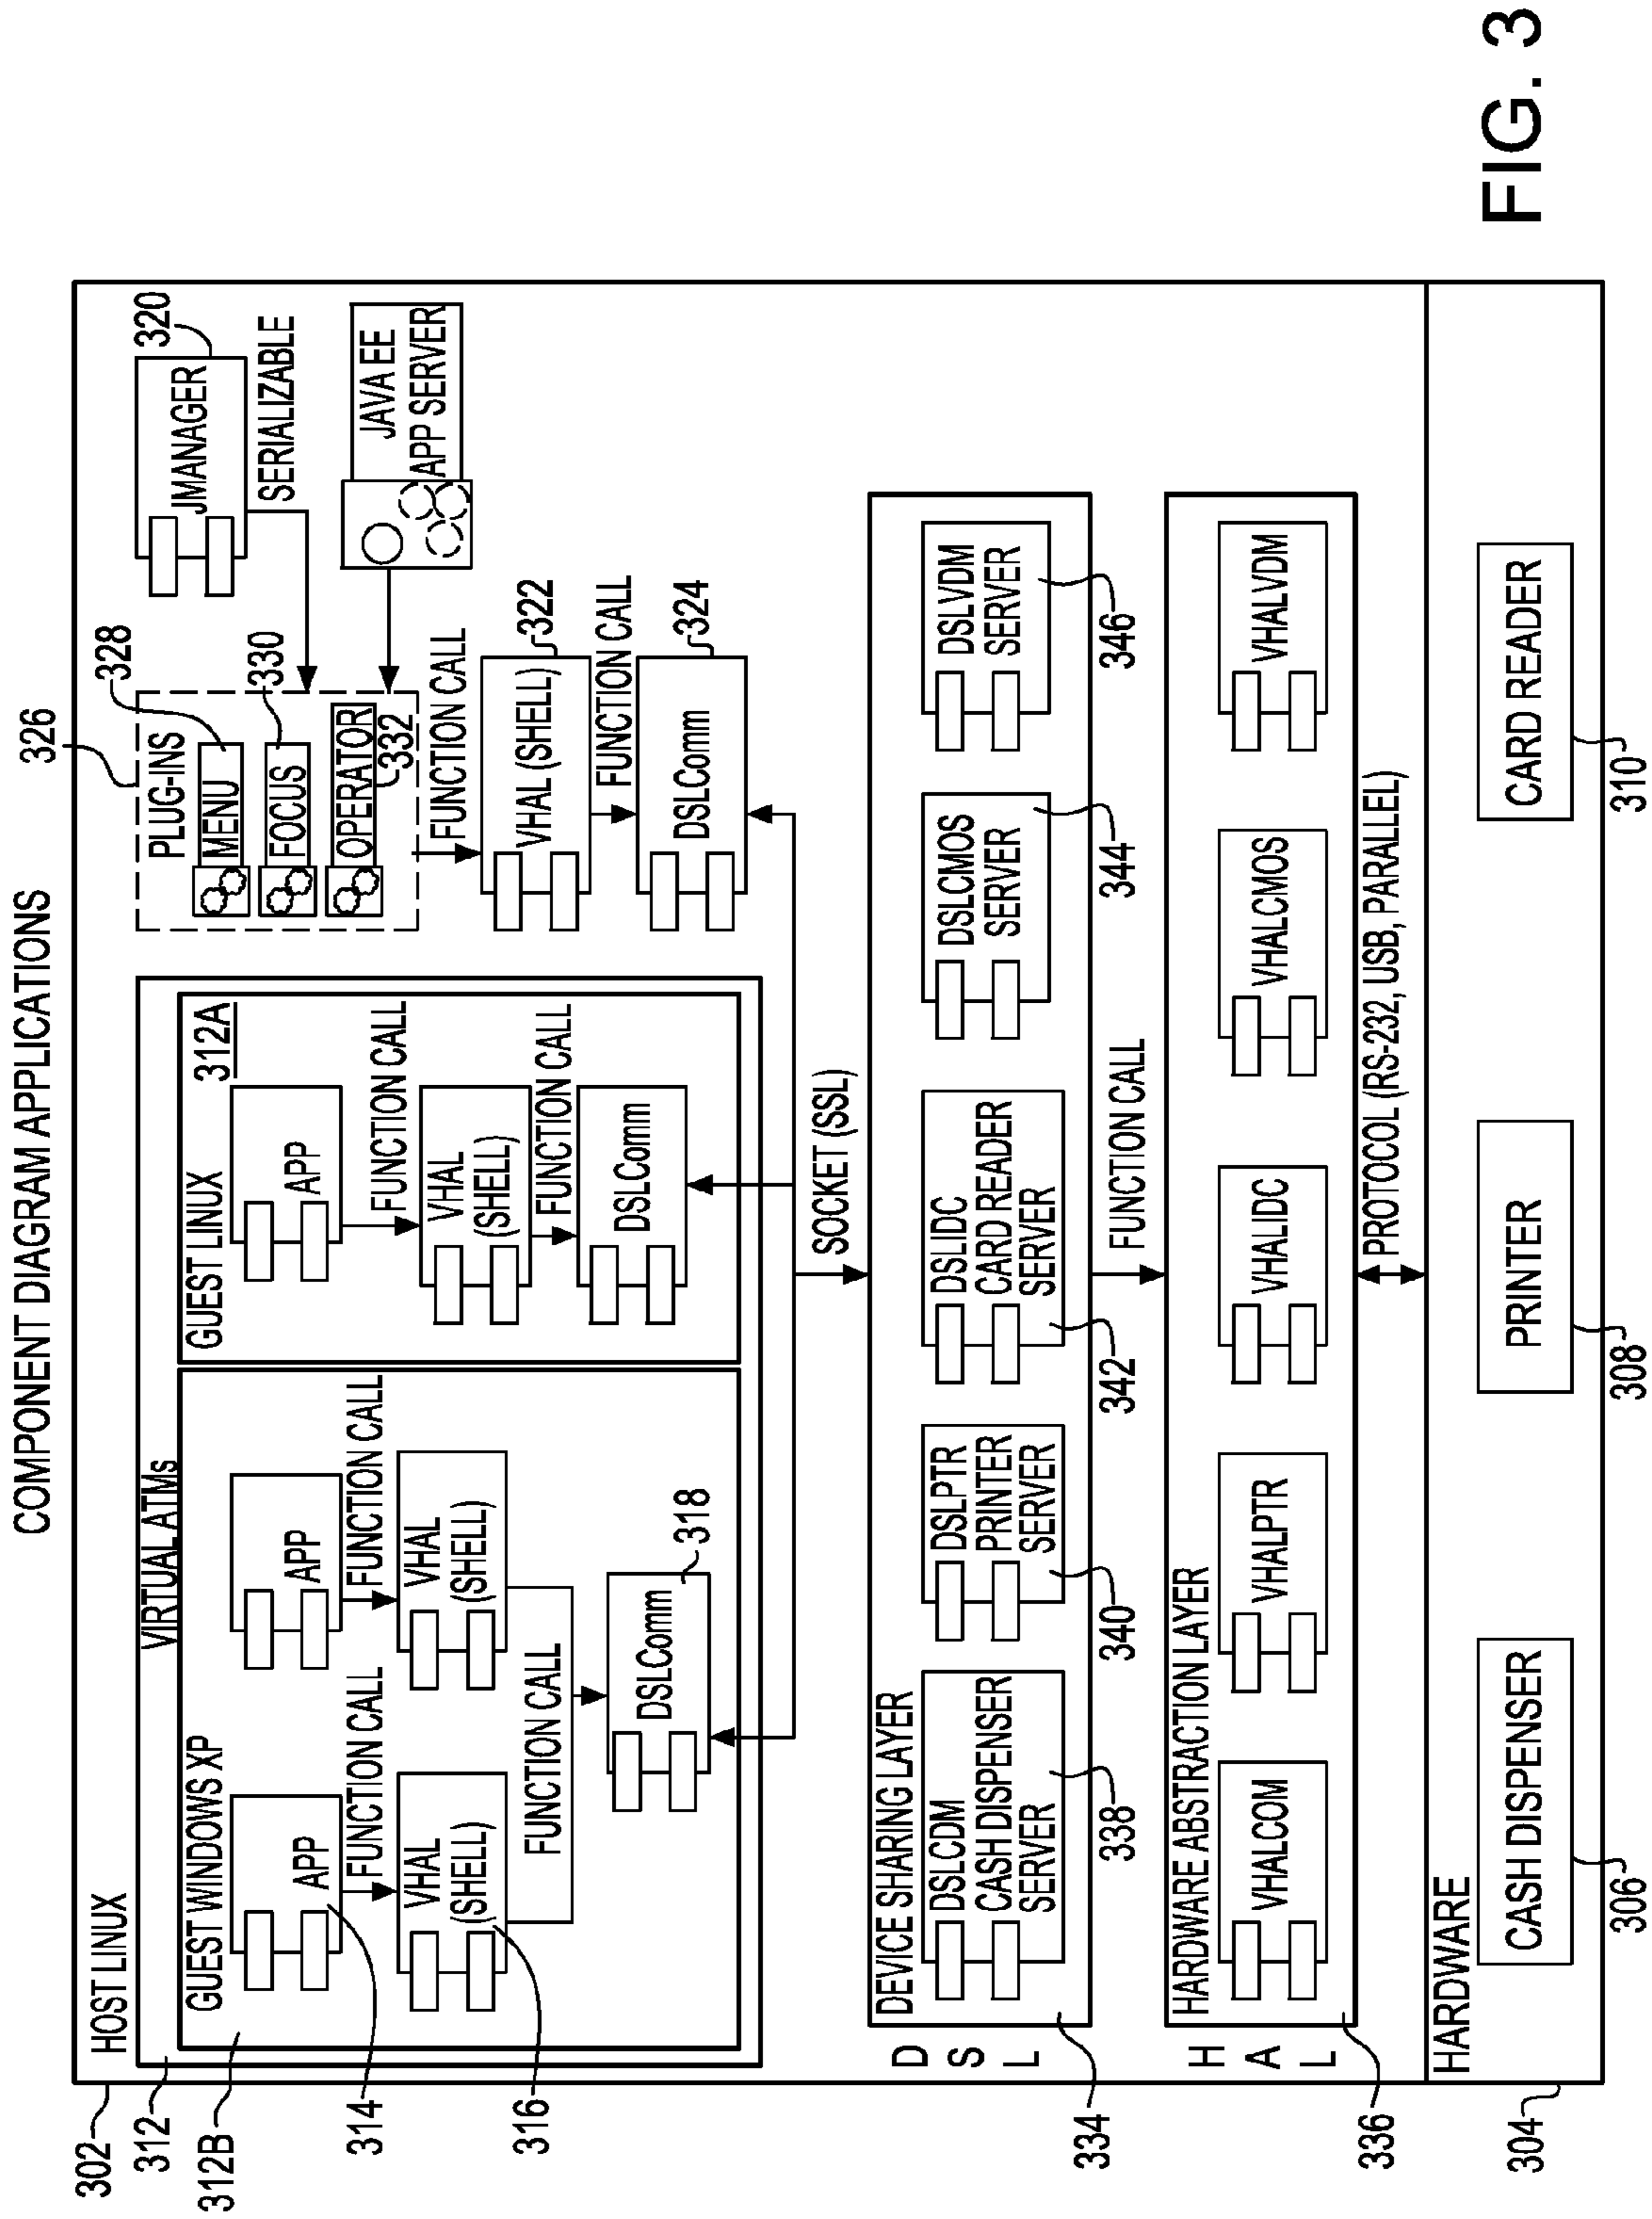 COMPONENT DIAGRAM APPLICATIONS
326
302
HOST LINUX
312
VIRTUAL ATMs
312B
GUEST WINDOWS XP
APP
314
FUNCTION CALL
VHAL
(SHELL)
316
APP
FUNCTION CALL
VHAL
(SHELL)
FUNCTION CALL
DSLComm
318
GUEST LINUX
312A
APP
FUNCTION CALL
VHAL
(SHELL)
FUNCTION CALL
DSLComm
PLUG-INS
328
MENU
FOCUS
330
OPERATOR
332
JMANAGER
320
SERIALIZABLE
JAVA EE
APP SERVER
FUNCTION CALL
VHAL (SHELL)
322
FUNCTION CALL
DSLComm
324
SOCKET (SSL)
DSL
334
DEVICE SHARING LAYER
DSLCDM
CASH DISPENSER
SERVER
338
DSLPTR
PRINTER
SERVER
340
DSLIDC
CARD READER
SERVER
342
DSLCMOS
SERVER
344
DSLVDM
SERVER
346
FUNCTION CALL
HAL
336
HARDWARE ABSTRACTION LAYER
VHALCOM
VHALPTR
VHALIDC
VHALCMOS
VHALVDM
PROTOCOL (RS-232, USB, PARALLEL)
304
HARDWARE
CASH DISPENSER
306
PRINTER
308
CARD READER
310
FIG. 3